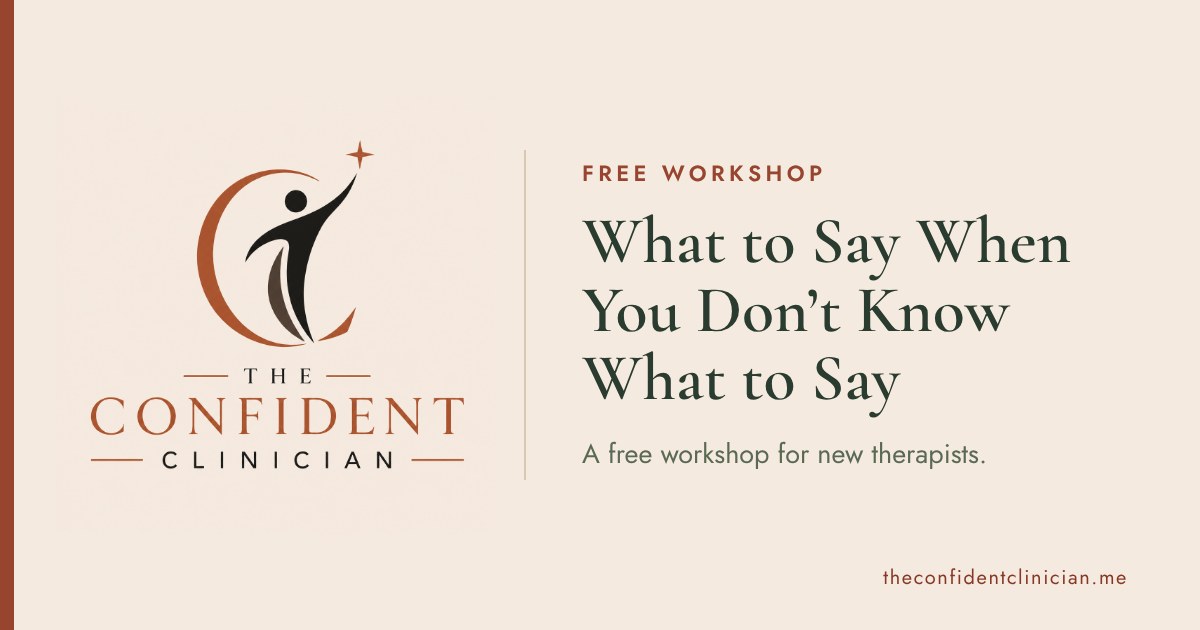 THE
CONFIDENT
CLINICIAN
FREE WORKSHOP
What to Say When
You Don’t Know
What to Say
A free workshop for new therapists.
theconfidentclinician.me